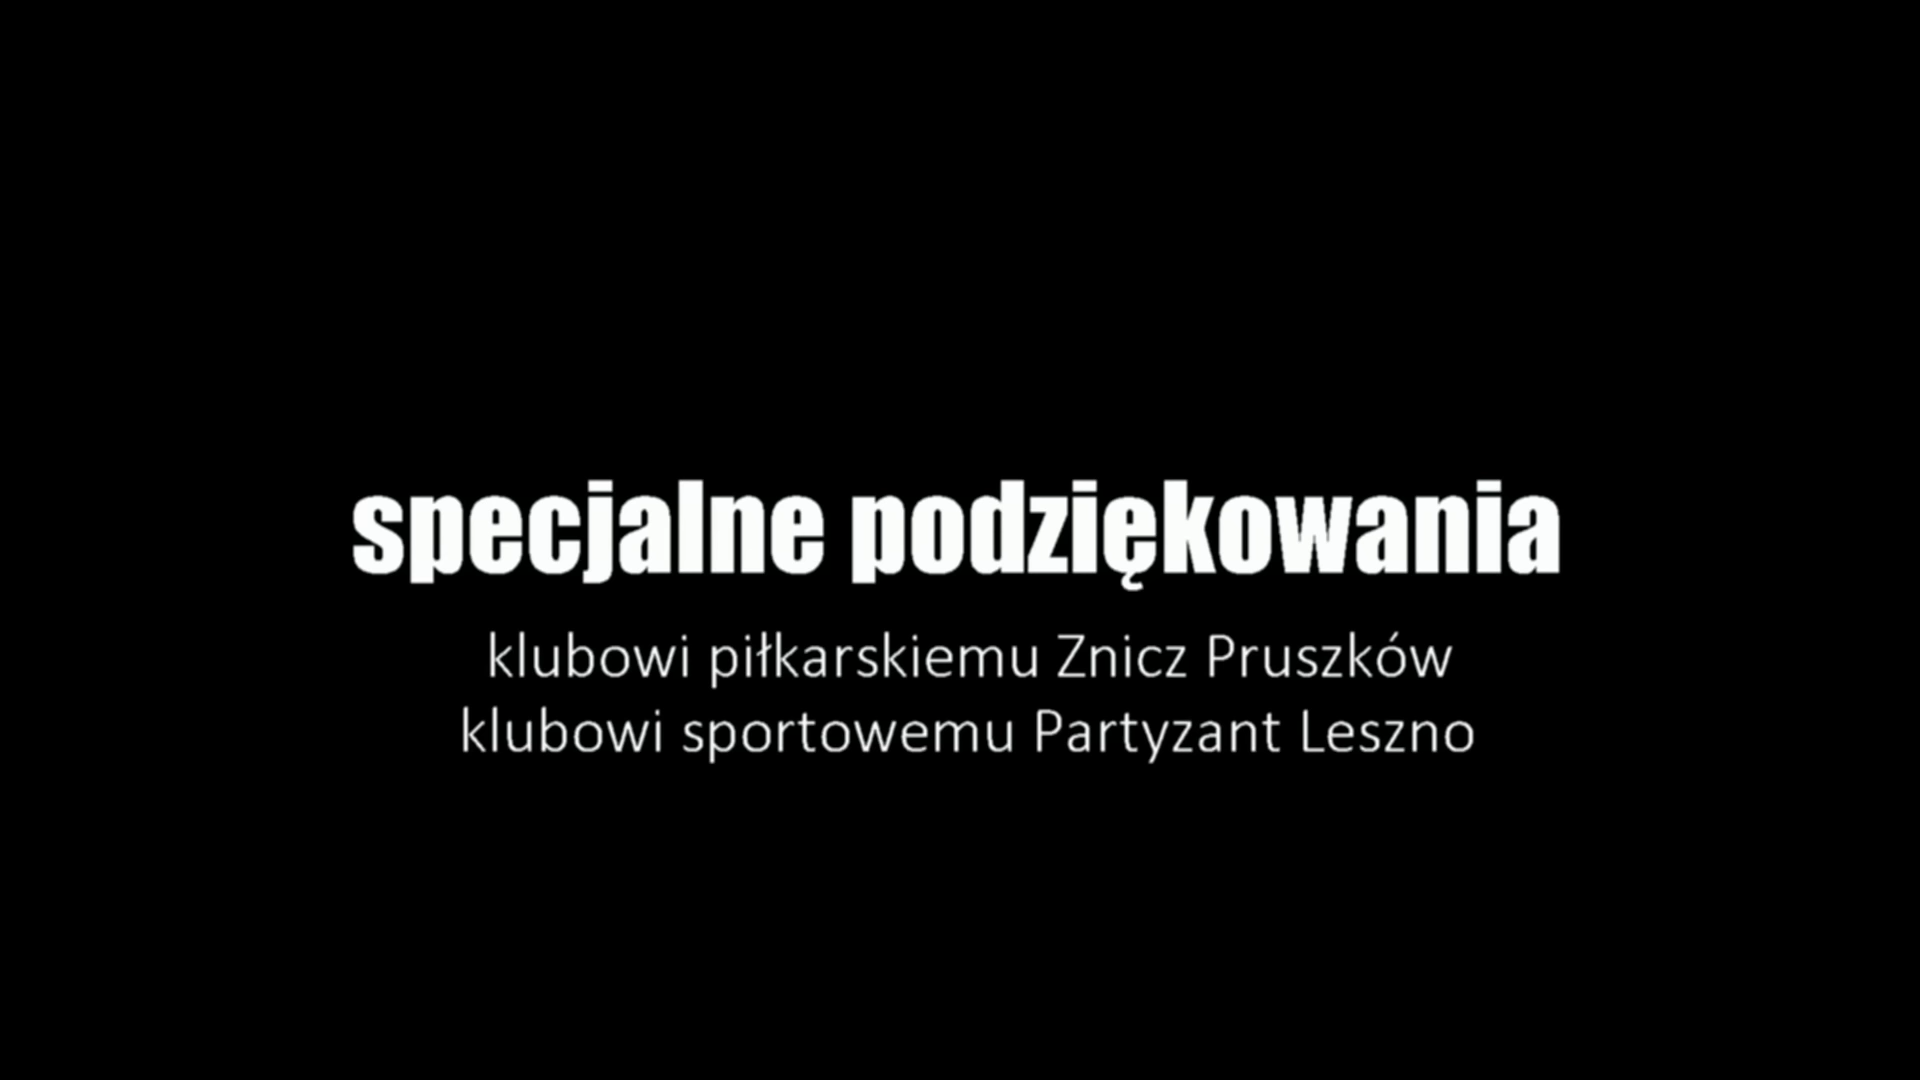 specjalne podziękowania
klubowi piłkarskiemu Znicz Pruszków
klubowi sportowemu Partyzant Leszno